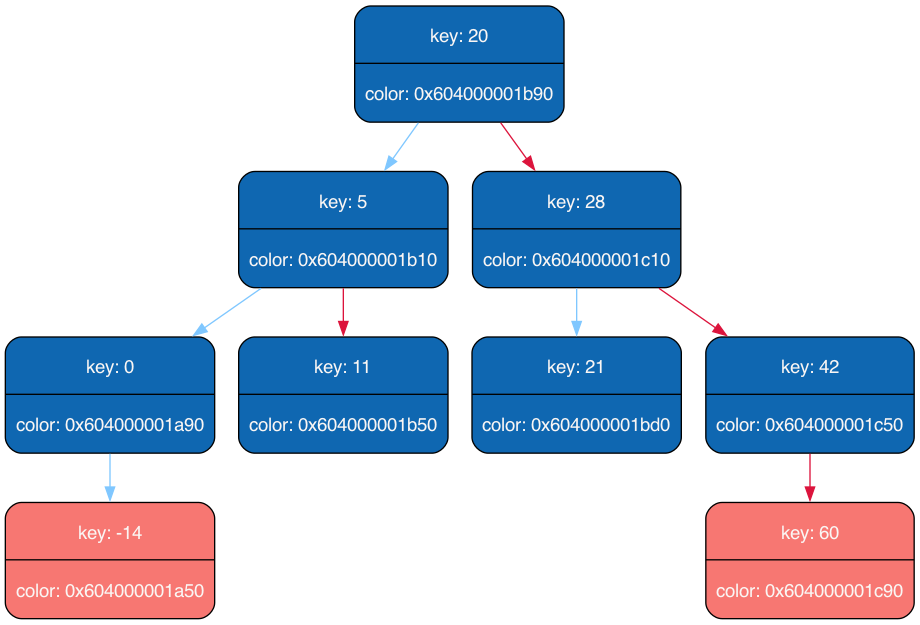 key: 20
color: 0x604000001b90
key: 5
color: 0x604000001b10
key: 28
color: 0x604000001c10
key: 0
color: 0x604000001a90
key: 11
color: 0x604000001b50
key: 21
color: 0x604000001bd0
key: 42
color: 0x604000001c50
key: -14
color: 0x604000001a50
key: 60
color: 0x604000001c90